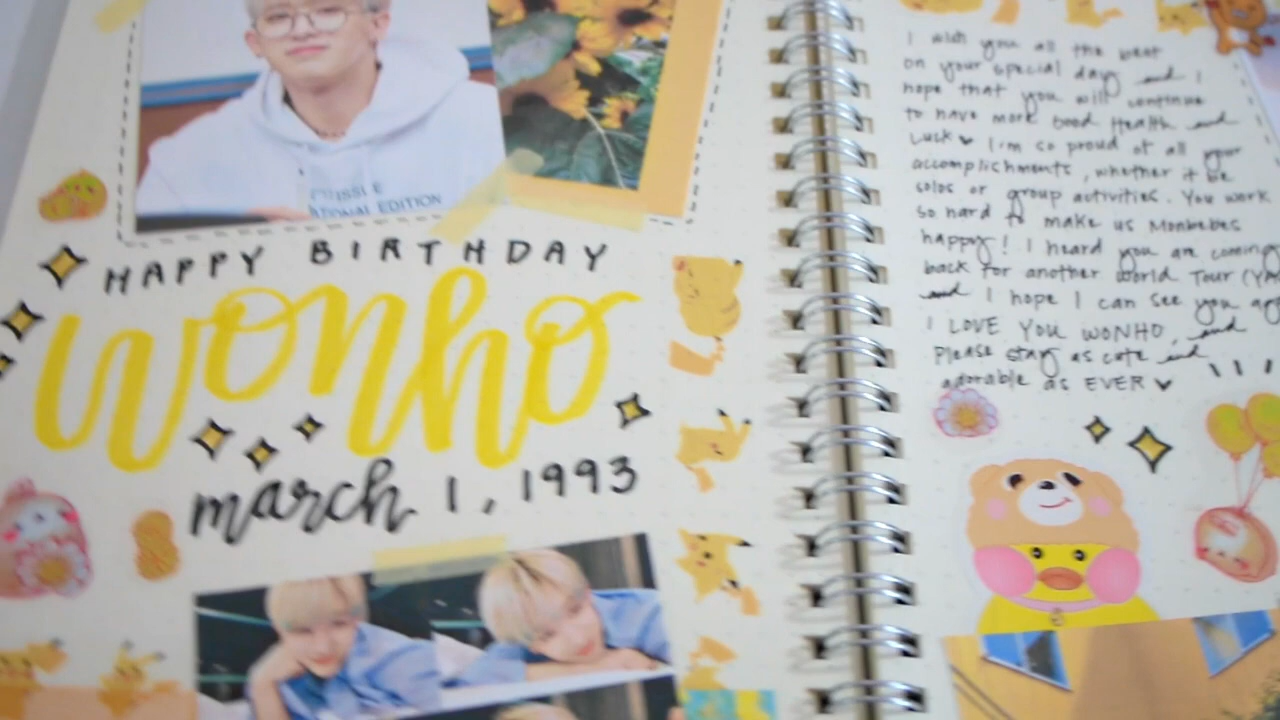 EDITION
HAPPY BIRTHDAY
wonho
march 1, 1993
I wish you all the best
on your special day and I
hope that you will continue
to have more Good Health and
Luck ♥ I'm so proud of all your
accomplishments, whether it be
solos or group activities. You work
so hard to make us Monbebes
happy! I heard you are coming
back for another World Tour
and I hope I can see you
I LOVE YOU WONHO, and
Please stay as cute and
adorable as EVER ♥